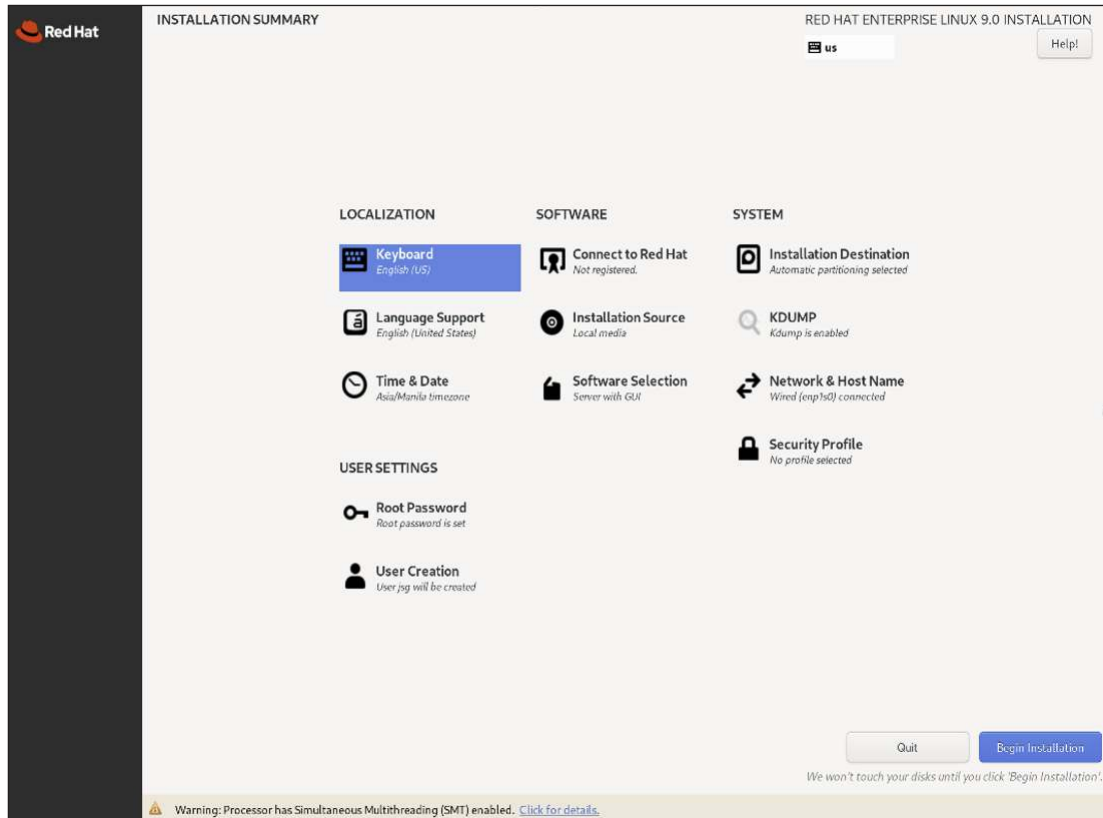 Red Hat
INSTALLATION SUMMARY
RED HAT ENTERPRISE LINUX 9.0 INSTALLATION
us
Help!
LOCALIZATION
Keyboard
English (US)
Language Support
English (United States)
Time & Date
Asia/Manila timezone
SOFTWARE
Connect to Red Hat
Not registered.
Installation Source
Local media
Software Selection
Server with GUI
SYSTEM
Installation Destination
Automatic partitioning selected
KDUMP
Kdump is enabled
Network & Host Name
Wired (enp1s0) connected
Security Profile
No profile selected
USER SETTINGS
Root Password
Root password is set
User Creation
User jsg will be created
Quit
Begin Installation
We won't touch your disks until you click 'Begin Installation'.
Warning: Processor has Simultaneous Multithreading (SMT) enabled. Click for details.